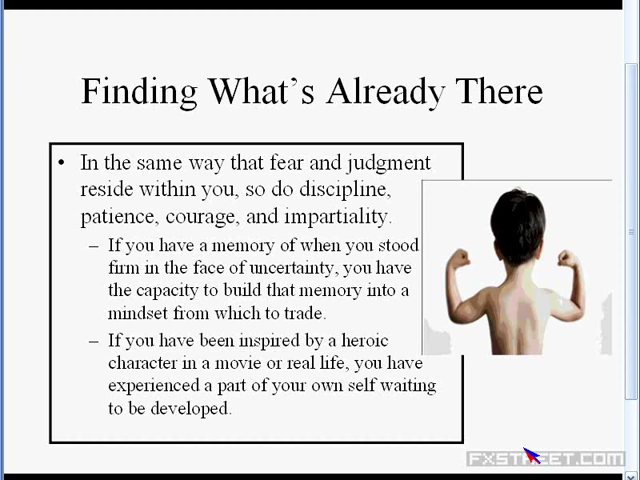 Finding What's Already There
• In the same way that fear and judgment
reside within you, so do discipline,
patience, courage, and impartiality.
– If you have a memory of when you stood
firm in the face of uncertainty, you have
the capacity to build that memory into a
mindset from which to trade.
– If you have been inspired by a heroic
character in a movie or real life, you have
experienced a part of your own self waiting
to be developed.
FXSTREET.COM